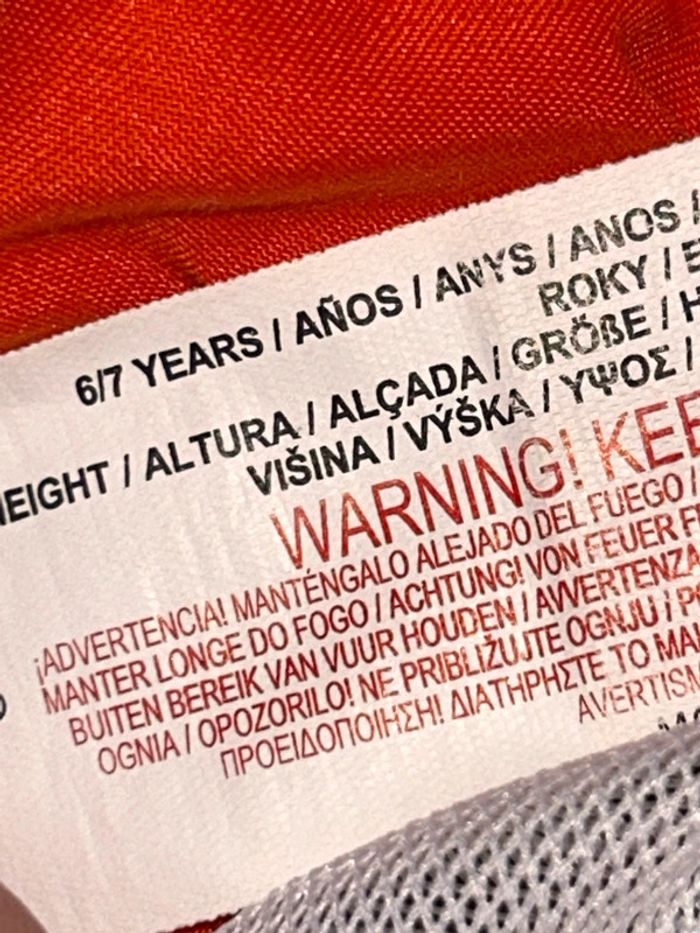 6/7 YEARS / AÑOS / ANYS / ANOS /
ROKY /
HEIGHT / ALTURA / ALÇADA / GRÖßE /
VIŠINA / VÝŠKA / ΥΨΟΣ /
WARNING! KEE
¡ADVERTENCIA! MANTÉNGALO ALEJADO DEL FUEGO /
MANTER LONGE DO FOGO / ACHTUNG! VON FEUER F
BUITEN BEREIK VAN VUUR HOUDEN / AVVERTENZA
OGNIA / OPOZORILO! NE PRIBLIŽUJTE OGNJU /
ΠΡΟΕΙΔΟΠΟΙΗΣΗ! ΔΙΑΤΗΡΗΣΤΕ ΤΟ ΜΑ
AVERTISM